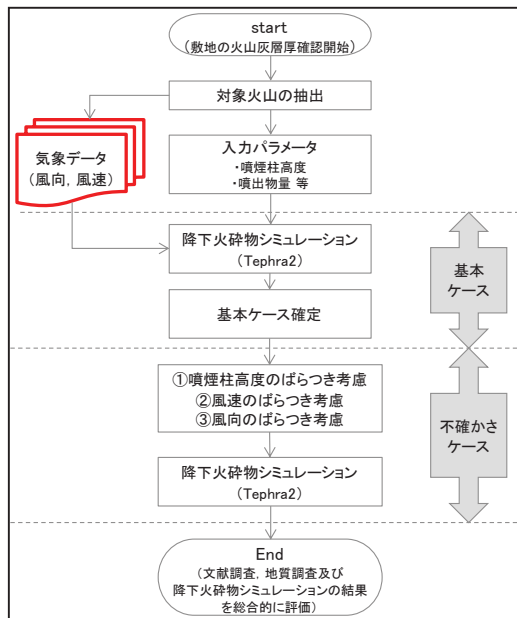 start
(敷地の火山灰層厚確認開始)
対象火山の抽出
気象データ
(風向, 風速)
入力パラメータ
・噴煙柱高度
・噴出物量 等
降下火砕物シミュレーション
(Tephra2)
基本ケース確定
基本
ケース
①噴煙柱高度のばらつき考慮
②風速のばらつき考慮
③風向のばらつき考慮
降下火砕物シミュレーション
(Tephra2)
不確かさ
ケース
End
(文献調査, 地質調査及び
降下火砕物シミュレーションの結果
を総合的に評価)